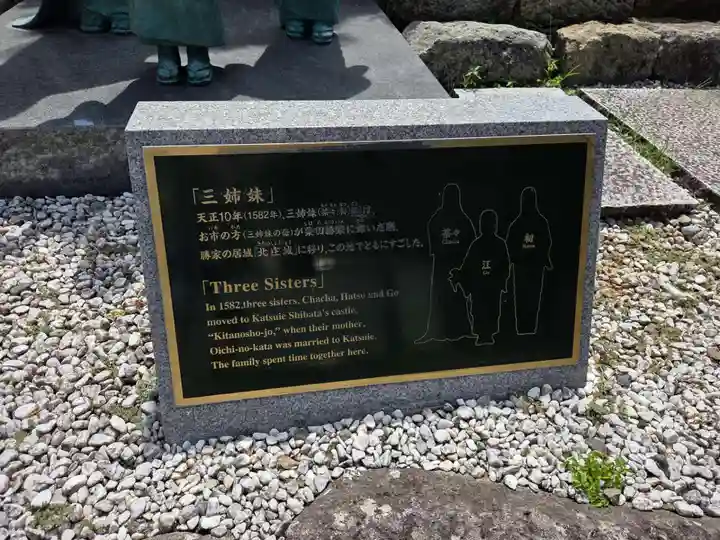 「三姉妹」
天正10年(1582年)、三姉妹(茶々・初・江)は、
お市の方(三姉妹の母)が柴田勝家に嫁いだ際、
勝家の居城「北庄城」に移り、この地でともにすごした。
「Three Sisters」
In 1582,three sisters, Chacha, Hatsu and Go
moved to Katsuie Shibata's castle,
"Kitanosho-jo," when their mother,
Oichi-no-kata was married to Katsuie.
The family spent time together here.
茶々
Chacha
江
Go
初
Hatsu